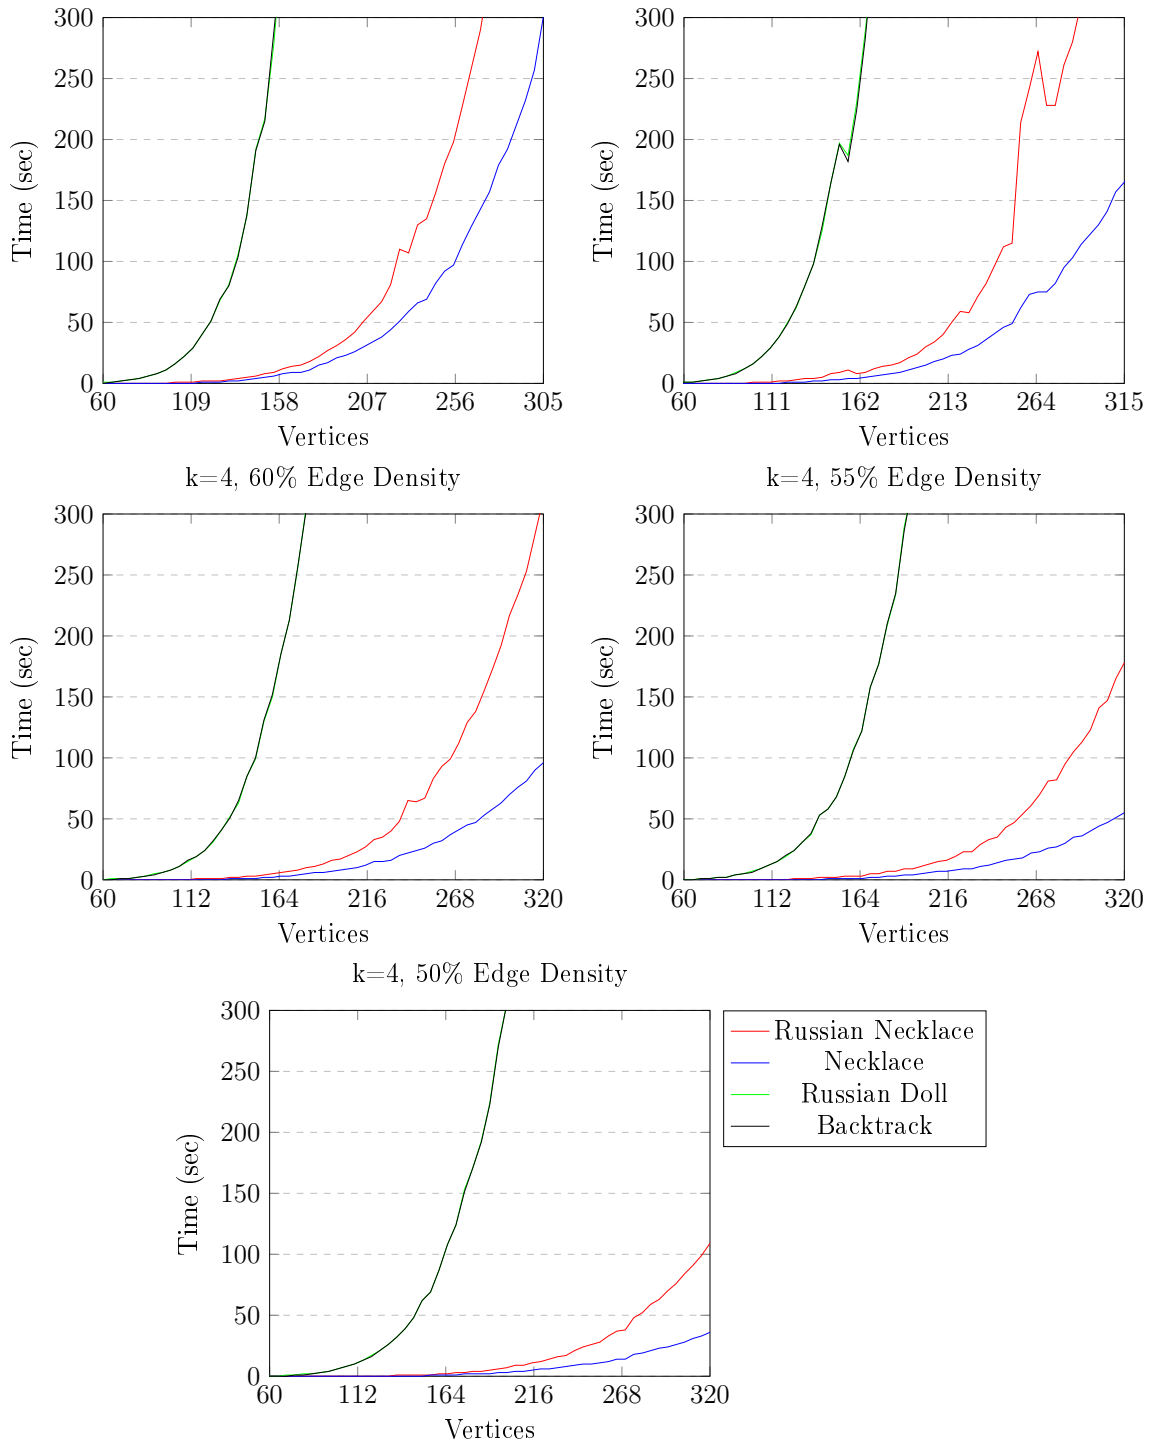 300
250
200
150
100
50
0
60 109 158 207 256 305
Time (sec)
Vertices
300
250
200
150
100
50
0
60 111 162 213 264 315
Time (sec)
Vertices
k=4, 60% Edge Density
300
250
200
150
100
50
0
60 112 164 216 268 320
Time (sec)
Vertices
k=4, 55% Edge Density
300
250
200
150
100
50
0
60 112 164 216 268 320
Time (sec)
Vertices
k=4, 50% Edge Density
300
250
200
150
100
50
0
60 112 164 216 268 320
Time (sec)
Vertices
Russian Necklace
Necklace
Russian Doll
Backtrack